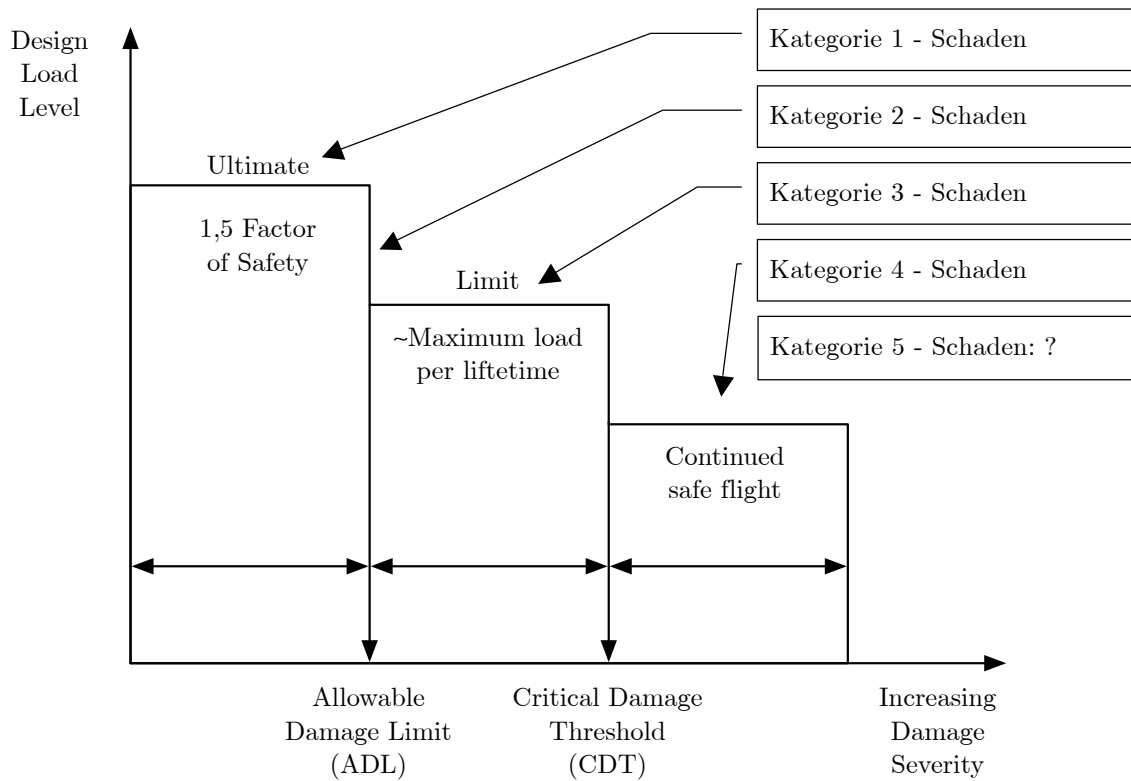 Design
Load
Level
Kategorie 1 - Schaden
Kategorie 2 - Schaden
Kategorie 3 - Schaden
Kategorie 4 - Schaden
Kategorie 5 - Schaden: ?
Ultimate
1,5 Factor
of Safety
Limit
~Maximum load
per liftetime
Continued
safe flight
Allowable
Damage Limit
(ADL)
Critical Damage
Threshold
(CDT)
Increasing
Damage
Severity